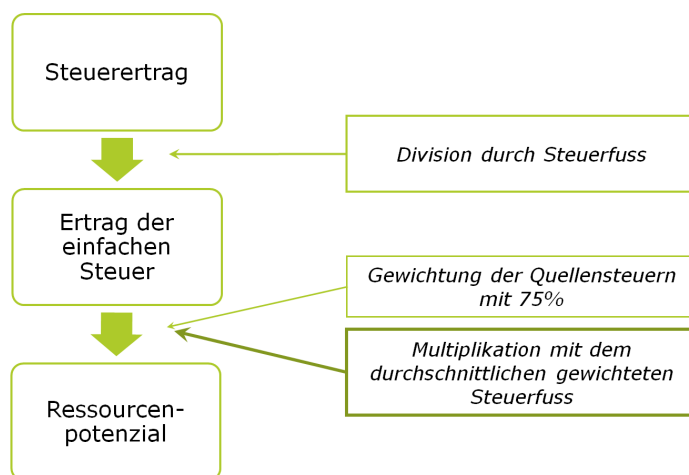 Steuerertrag
Division durch Steuerfuss
Ertrag der
einfachen
Steuer
Gewichtung der Quellensteuern
mit 75%
Multiplikation mit dem
durchschnittlichen gewichteten
Steuerfuss
Ressourcen-
potenzial